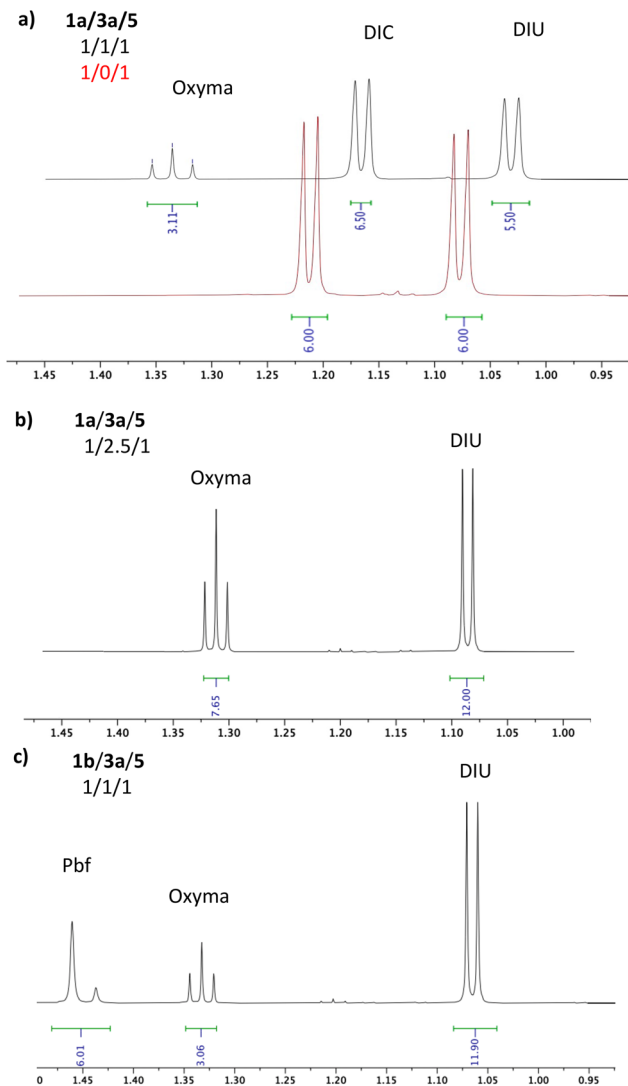 a)
1a/3a/5
1/1/1
1/0/1
Oxyma
DIC
DIU
3.11
6.50
5.50
6.00
6.00
1.45 1.40 1.35 1.30 1.25 1.20 1.15 1.10 1.05 1.00 0.95
b)
1a/3a/5
1/2.5/1
Oxyma
DIU
7.65
12.00
1.45 1.40 1.35 1.30 1.25 1.20 1.15 1.10 1.05 1.00
c)
1b/3a/5
1/1/1
Pbf
Oxyma
DIU
6.01
3.06
11.90
0 1.45 1.40 1.35 1.30 1.25 1.20 1.15 1.10 1.05 1.00 0.95